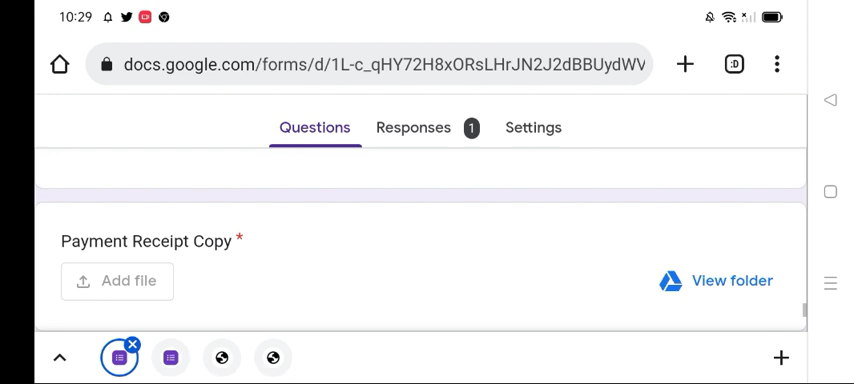 10:29
docs.google.com/forms/d/1L-c_qHY72H8xORsLHrJN2J2dBBUydWV
:D
Questions Responses 1 Settings
Payment Receipt Copy *
Add file
View folder